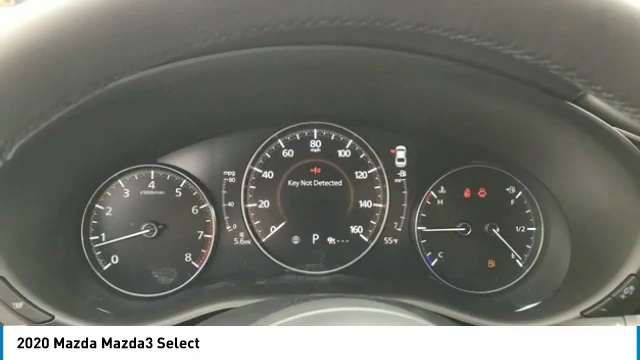 80
mph
60
100
40
120
20
140
0
160
Key Not Detected
4
x1000r/min
3
5
2
6
1
7
0
8
mpg
80
40
0
5.6mi
P
---
55°F
H
C
F
1/2
E
2020 Mazda Mazda3 Select